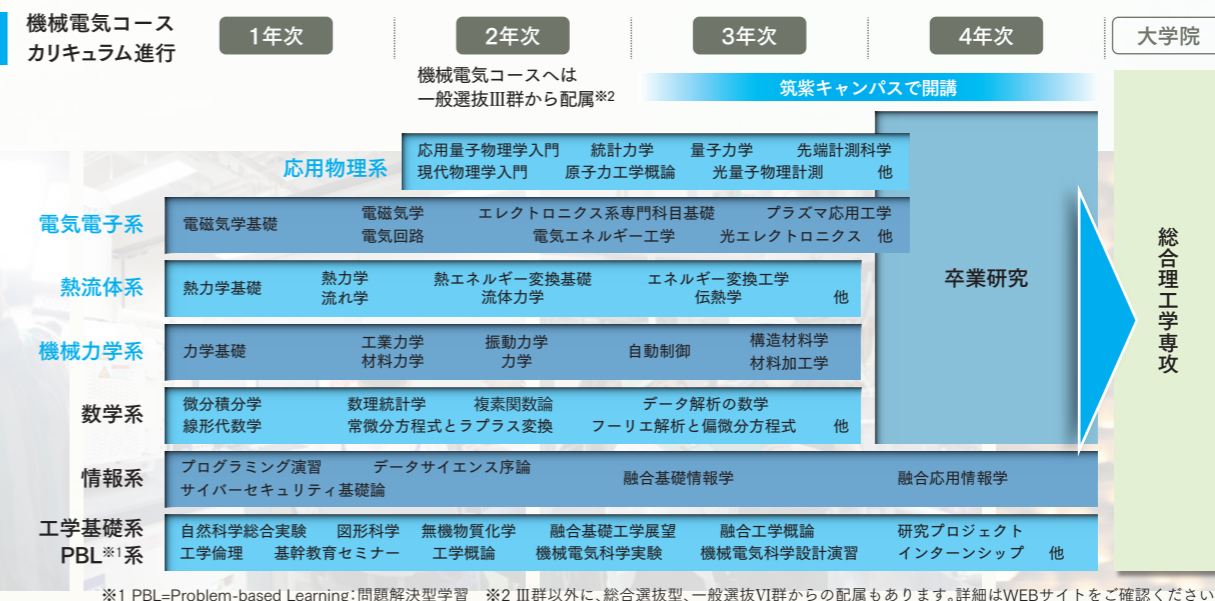 機械電気コース
カリキュラム進行
1年次
2年次
3年次
4年次
大学院
機械電気コースへは
一般選抜Ⅲ群から配属※2
筑紫キャンパスで開講
応用物理系
応用量子物理学入門 統計力学 量子力学 先端計測科学
現代物理学入門 原子力工学概論 光量子物理計測 他
電気電子系
電磁気学基礎
電磁気学 エレクトロニクス系専門科目基礎 プラズマ応用工学
電気回路 電気エネルギー工学 光エレクトロニクス 他
熱流体系
熱力学基礎
熱力学 熱エネルギー変換基礎 エネルギー変換工学
流れ学 流体力学 伝熱学 他
機械力学系
力学基礎
工業力学 振動力学 自動制御 構造材料学
材料力学 力学 材料加工学
数学系
微分積分学 数理統計学 複素関数論 データ解析の数学
線形代数学 常微分方程式とラプラス変換 フーリエ解析と偏微分方程式 他
卒業研究
総合理工学専攻
情報系
プログラミング演習 データサイエンス序論
サイバーセキュリティ基礎論
融合基礎情報学
融合応用情報学
工学基礎系
PBL※1系
自然科学総合実験 図形科学 無機物質化学 融合基礎工学展望 融合工学概論 研究プロジェクト
工学倫理 基幹教育セミナー 工学概論 機械電気科学実験 機械電気科学設計演習 インターンシップ 他
※1 PBL=Problem-based Learning:問題解決型学習 ※2 Ⅲ群以外に、総合選抜型、一般選抜Ⅵ群からの配属もあります。詳細はWEBサイトをご確認ください